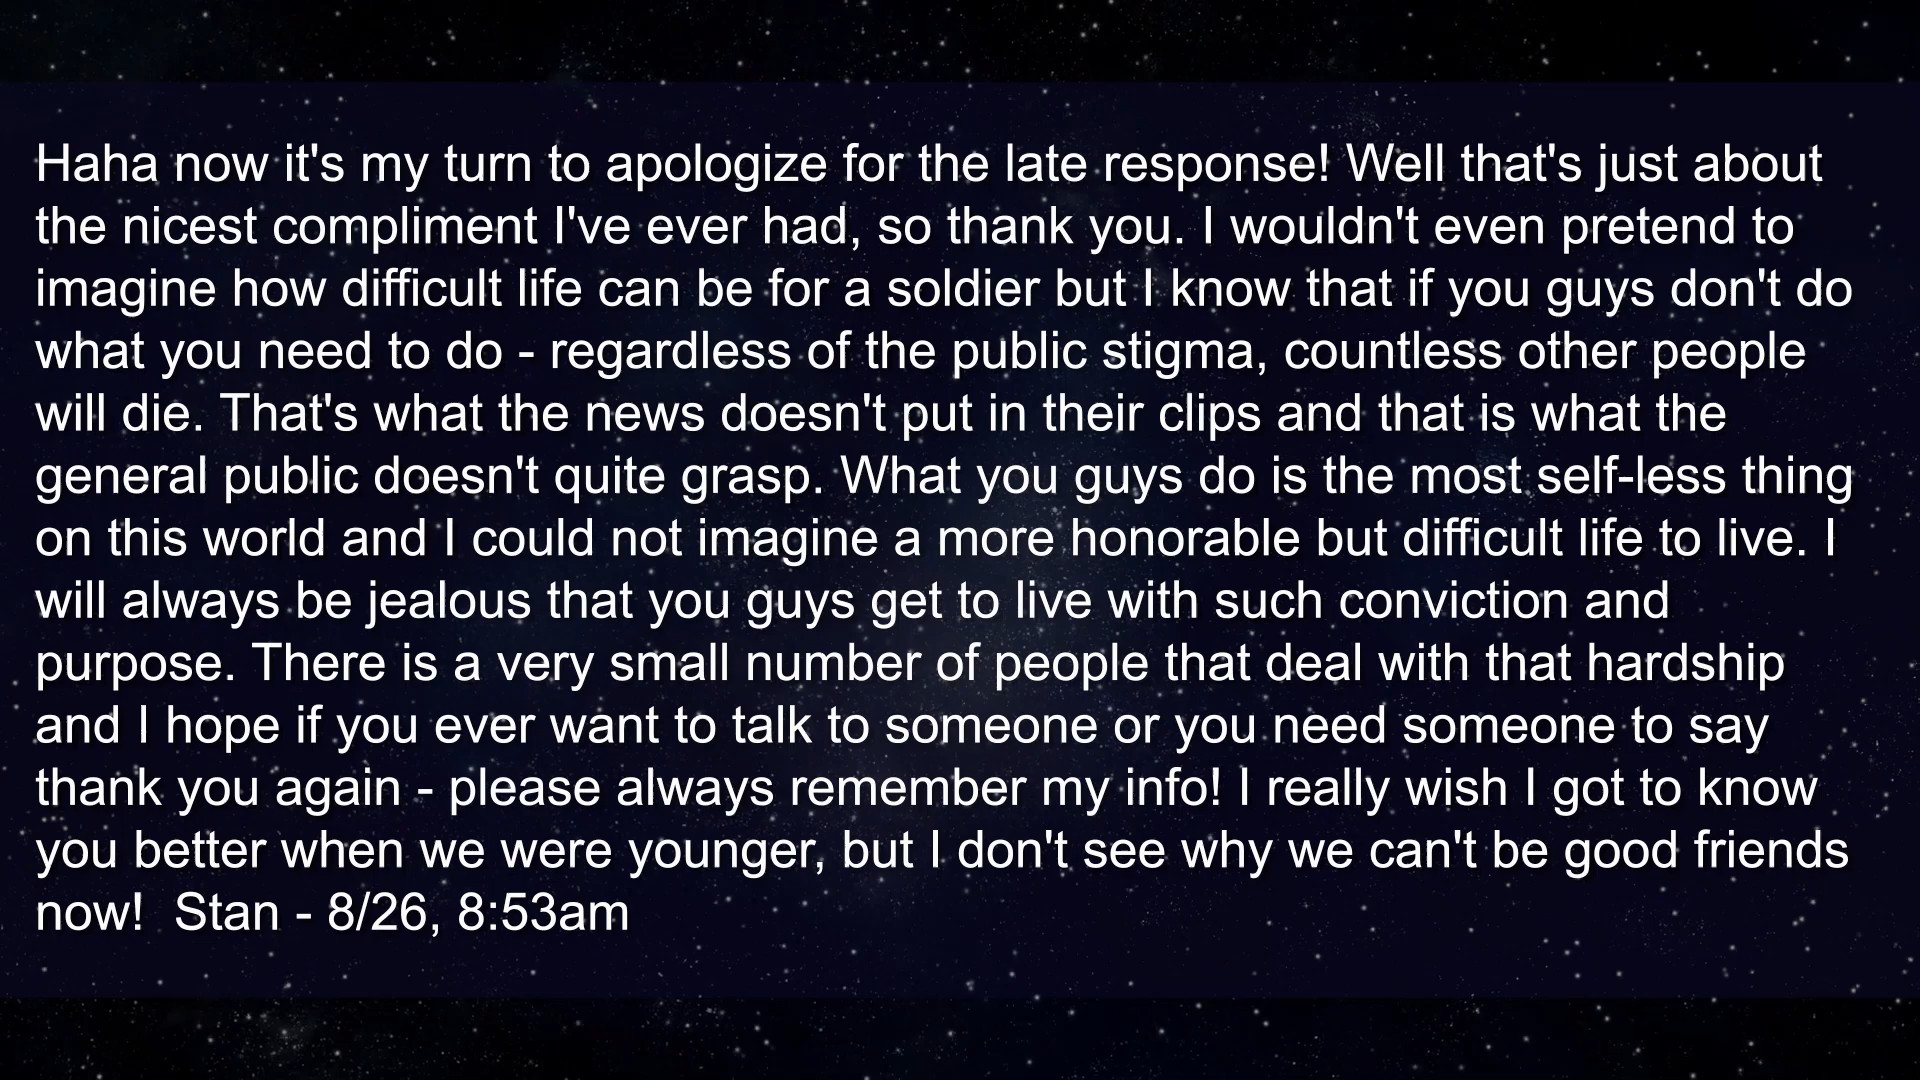 Haha now it's my turn to apologize for the late response! Well that's just about
the nicest compliment I've ever had, so thank you. I wouldn't even pretend to
imagine how difficult life can be for a soldier but I know that if you guys don't do
what you need to do - regardless of the public stigma, countless other people
will die. That's what the news doesn't put in their clips and that is what the
general public doesn't quite grasp. What you guys do is the most self-less thing
on this world and I could not imagine a more honorable but difficult life to live. I
will always be jealous that you guys get to live with such conviction and
purpose. There is a very small number of people that deal with that hardship
and I hope if you ever want to talk to someone or you need someone to say
thank you again - please always remember my info! I really wish I got to know
you better when we were younger, but I don't see why we can't be good friends
now!  Stan - 8/26, 8:53am